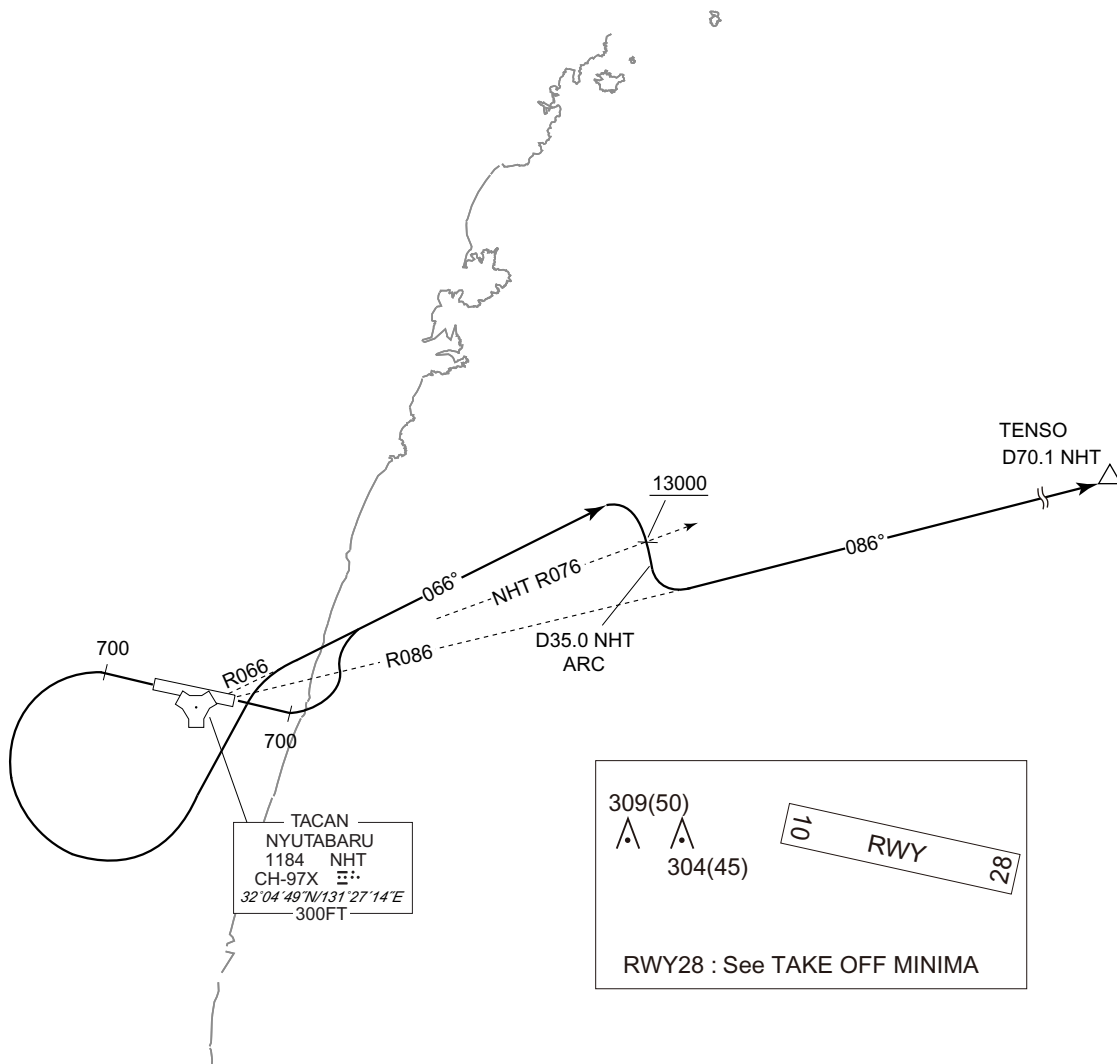 TENSO
D70.1 NHT
13000
086°
066°
NHT R076
D35.0 NHT
ARC
R086
R066
700
700
TACAN
NYUTABARU
1184 NHT
CH-97X
32°04´49˝N/131°27´14˝E
300FT
309(50)
304(45)
10
RWY
28
RWY28 : See TAKE OFF MINIMA